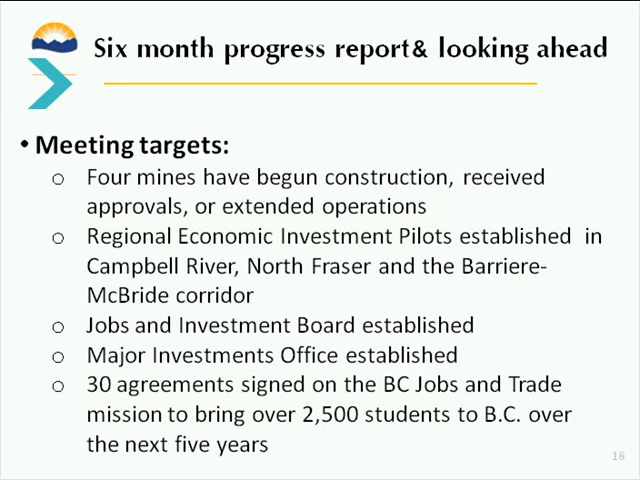 Six month progress report& looking ahead
• Meeting targets:
o Four mines have begun construction, received
approvals, or extended operations
o Regional Economic Investment Pilots established in
Campbell River, North Fraser and the Barriere-
McBride corridor
o Jobs and Investment Board established
o Major Investments Office established
o 30 agreements signed on the BC Jobs and Trade
mission to bring over 2,500 students to B.C. over
the next five years
18